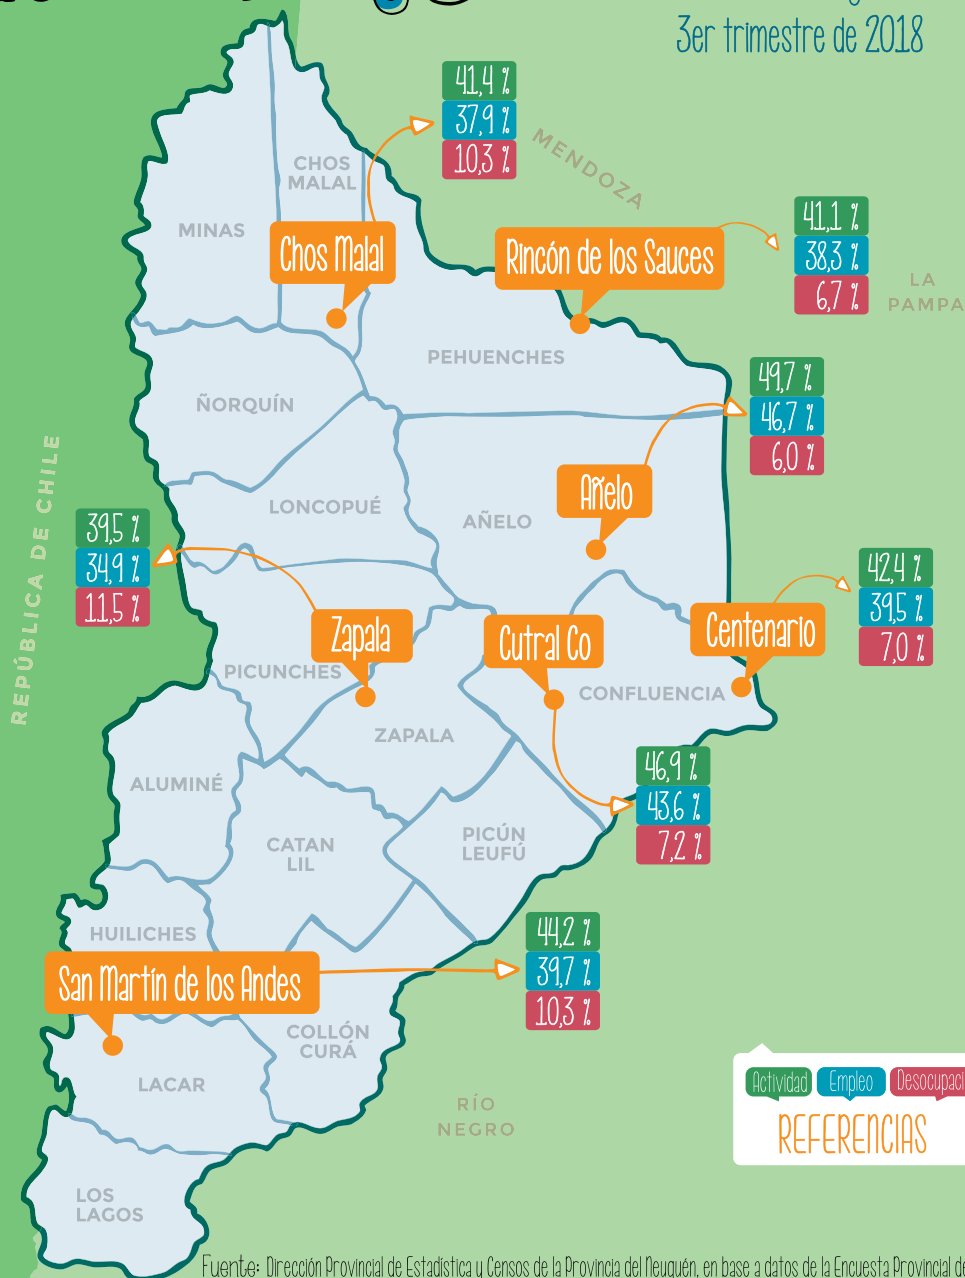 3er trimestre de 2018
41,4 %
37,9 %
10,3 %
MENDOZA
CHOS
MALAL
MINAS
Chos Malal
Rincón de los Sauces
41,1 %
38,3 %
6,7 %
LA
PAMPA
PEHUENCHES
49,7 %
46,7 %
6,0 %
ÑORQUÍN
REPÚBLICA DE CHILE
LONCOPUÉ
Añelo
AÑELO
39,5 %
34,9 %
11,5 %
42,4 %
39,5 %
7,0 %
Zapala
Cutral Co
Centenario
PICUNCHES
CONFLUENCIA
ZAPALA
46,9 %
43,6 %
7,2 %
ALUMINÉ
CATAN
LIL
PICÚN
LEUFÚ
HUILICHES
44,2 %
39,7 %
10,3 %
San Martín de los Andes
COLLÓN
CURÁ
LACAR
RÍO
NEGRO
Actividad Empleo Desocupaci
REFERENCIAS
LOS
LAGOS
Fuente: Dirección Provincial de Estadística y Censos de la Provincia del Neuquén, en base a datos de la Encuesta Provincial de